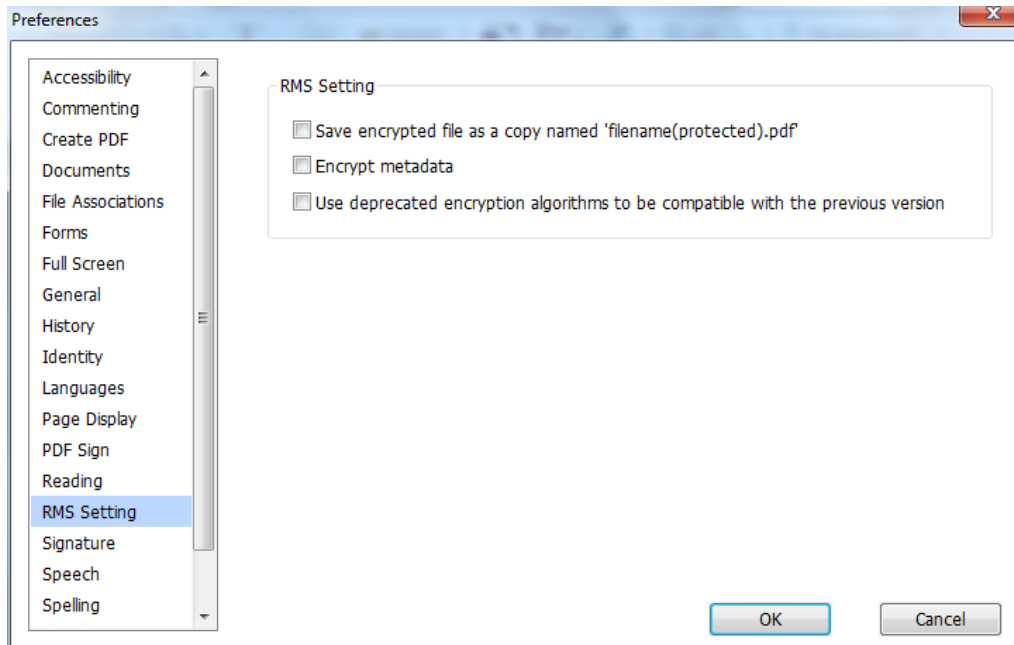 Preferences
X
Accessibility
Commenting
Create PDF
Documents
File Associations
Forms
Full Screen
General
History
Identity
Languages
Page Display
PDF Sign
Reading
RMS Setting
Signature
Speech
Spelling
RMS Setting
Save encrypted file as a copy named 'filename(protected).pdf'
Encrypt metadata
Use deprecated encryption algorithms to be compatible with the previous version
OK
Cancel